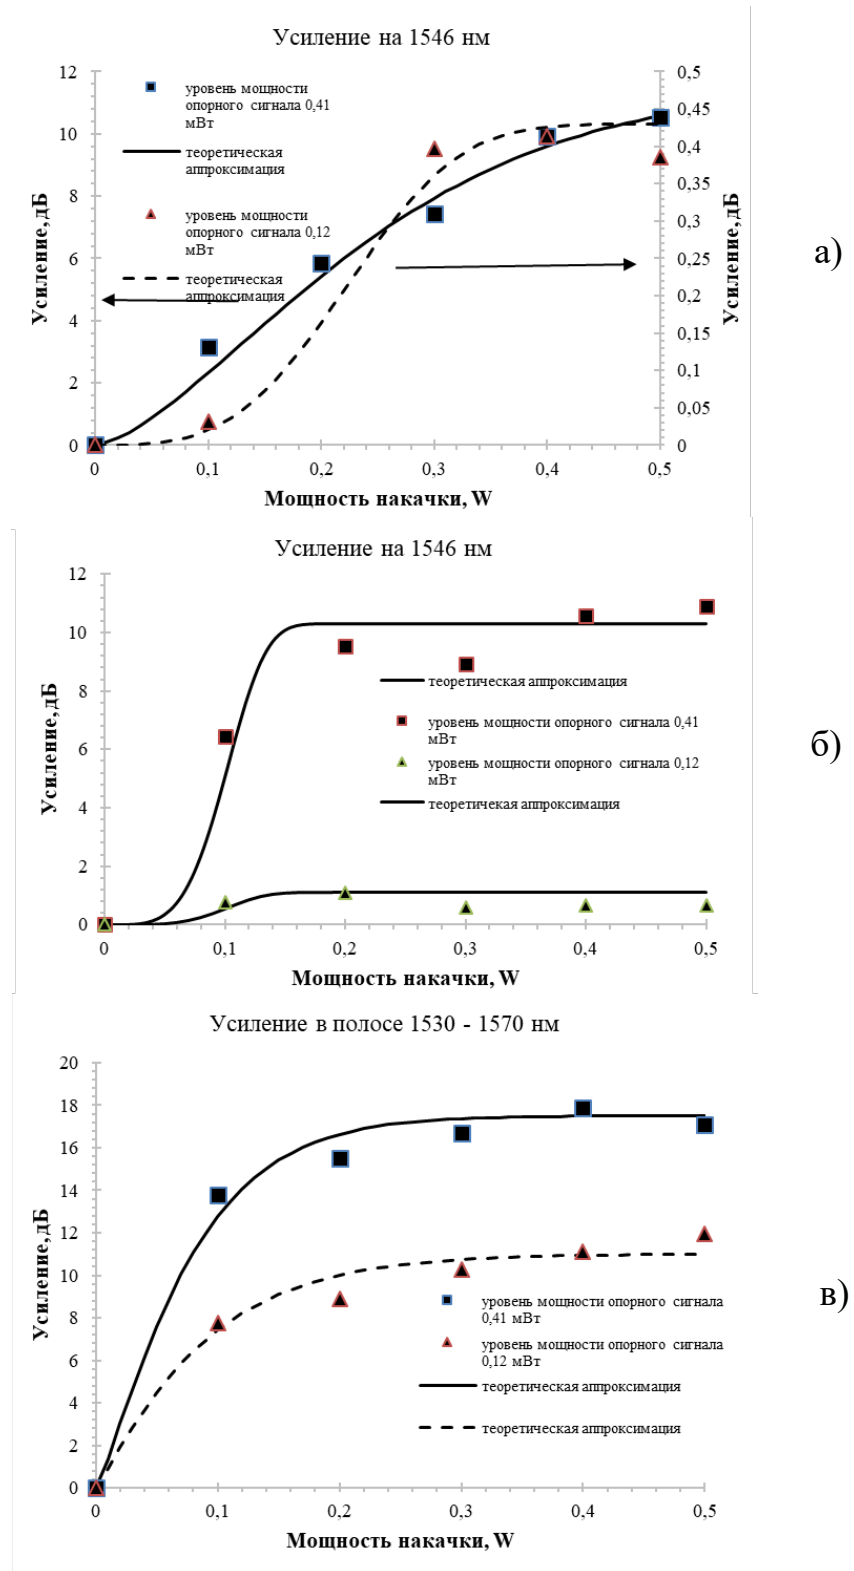 Усиление на 1546 нм
12
10
8
6
4
2
0
Усиление, дБ
уровень мощности
опорного сигнала 0,41
мВт
теоретическая
аппроксимация
уровень мощности
опорного сигнала 0,12
мВт
теоретическая
аппроксимация
0,5
0,45
0,4
0,35
0,3
0,25
0,2
0,15
0,1
0,05
0
Усиление, дБ
0 0,1 0,2 0,3 0,4 0,5
Мощность накачки, W
а)
Усиление на 1546 нм
12
10
8
6
4
2
0
Усиление, дБ
теоретическая аппроксимация
уровень мощности опорного сигнала 0,41
мВт
уровень мощности опорного сигнала 0,12
мВт
теоретичекая аппроксимация
0 0,1 0,2 0,3 0,4 0,5
Мощность накачки, W
б)
Усиление в полосе 1530 - 1570 нм
20
18
16
14
12
10
8
6
4
2
0
Усиление, дБ
уровень мощности опорного сигнала
0,41 мВт
уровень мощности опорного сигнала
0,12 мВт
теоретическая аппроксимация
теоретическая аппроксимация
0 0,1 0,2 0,3 0,4 0,5
Мощность накачки, W
в)